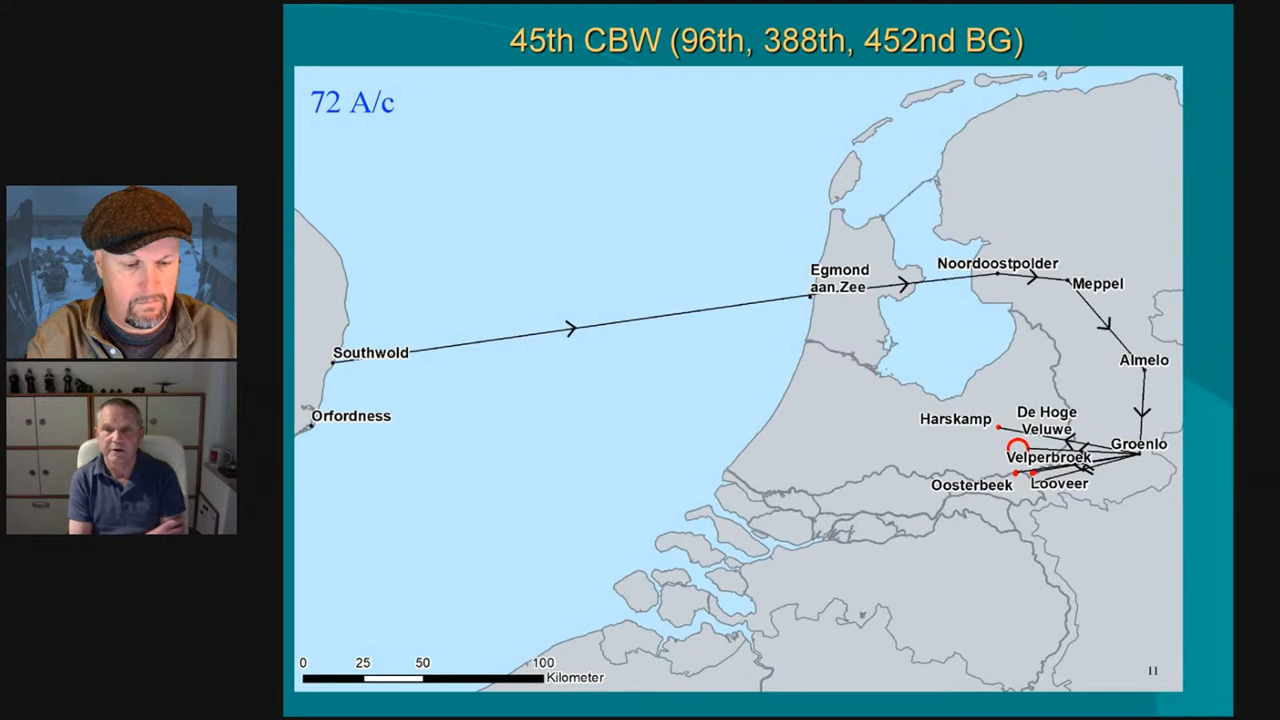 45th CBW (96th, 388th, 452nd BG)
72 A/c
Egmond
aan.Zee
Noordoostpolder
Meppel
Southwold
Almelo
Orfordness
Harskamp
De Hoge
Veluwe
Groenlo
Velperbroek
Oosterbeek
Looveer
0 25 50 100
Kilometer
11